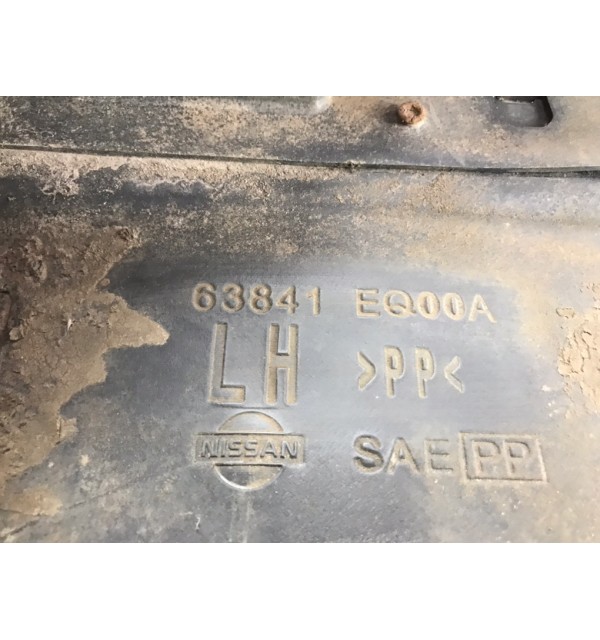 63841 EQ00A
LH >PP<
NISSAN SAE PP